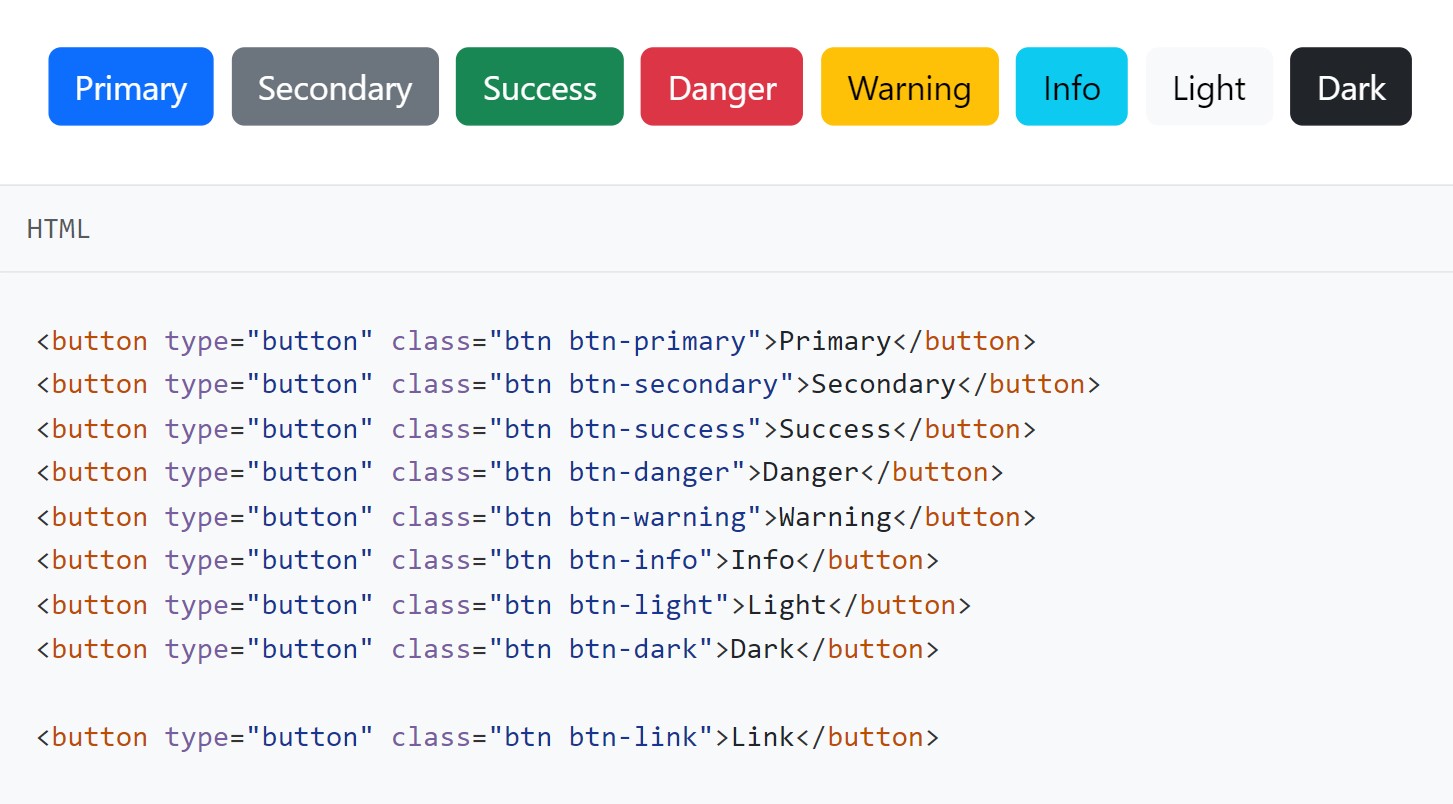 Primary Secondary Success Danger Warning Info Light Dark
HTML
<button type="button" class="btn btn-primary">Primary</button>
<button type="button" class="btn btn-secondary">Secondary</button>
<button type="button" class="btn btn-success">Success</button>
<button type="button" class="btn btn-danger">Danger</button>
<button type="button" class="btn btn-warning">Warning</button>
<button type="button" class="btn btn-info">Info</button>
<button type="button" class="btn btn-light">Light</button>
<button type="button" class="btn btn-dark">Dark</button>
<button type="button" class="btn btn-link">Link</button>